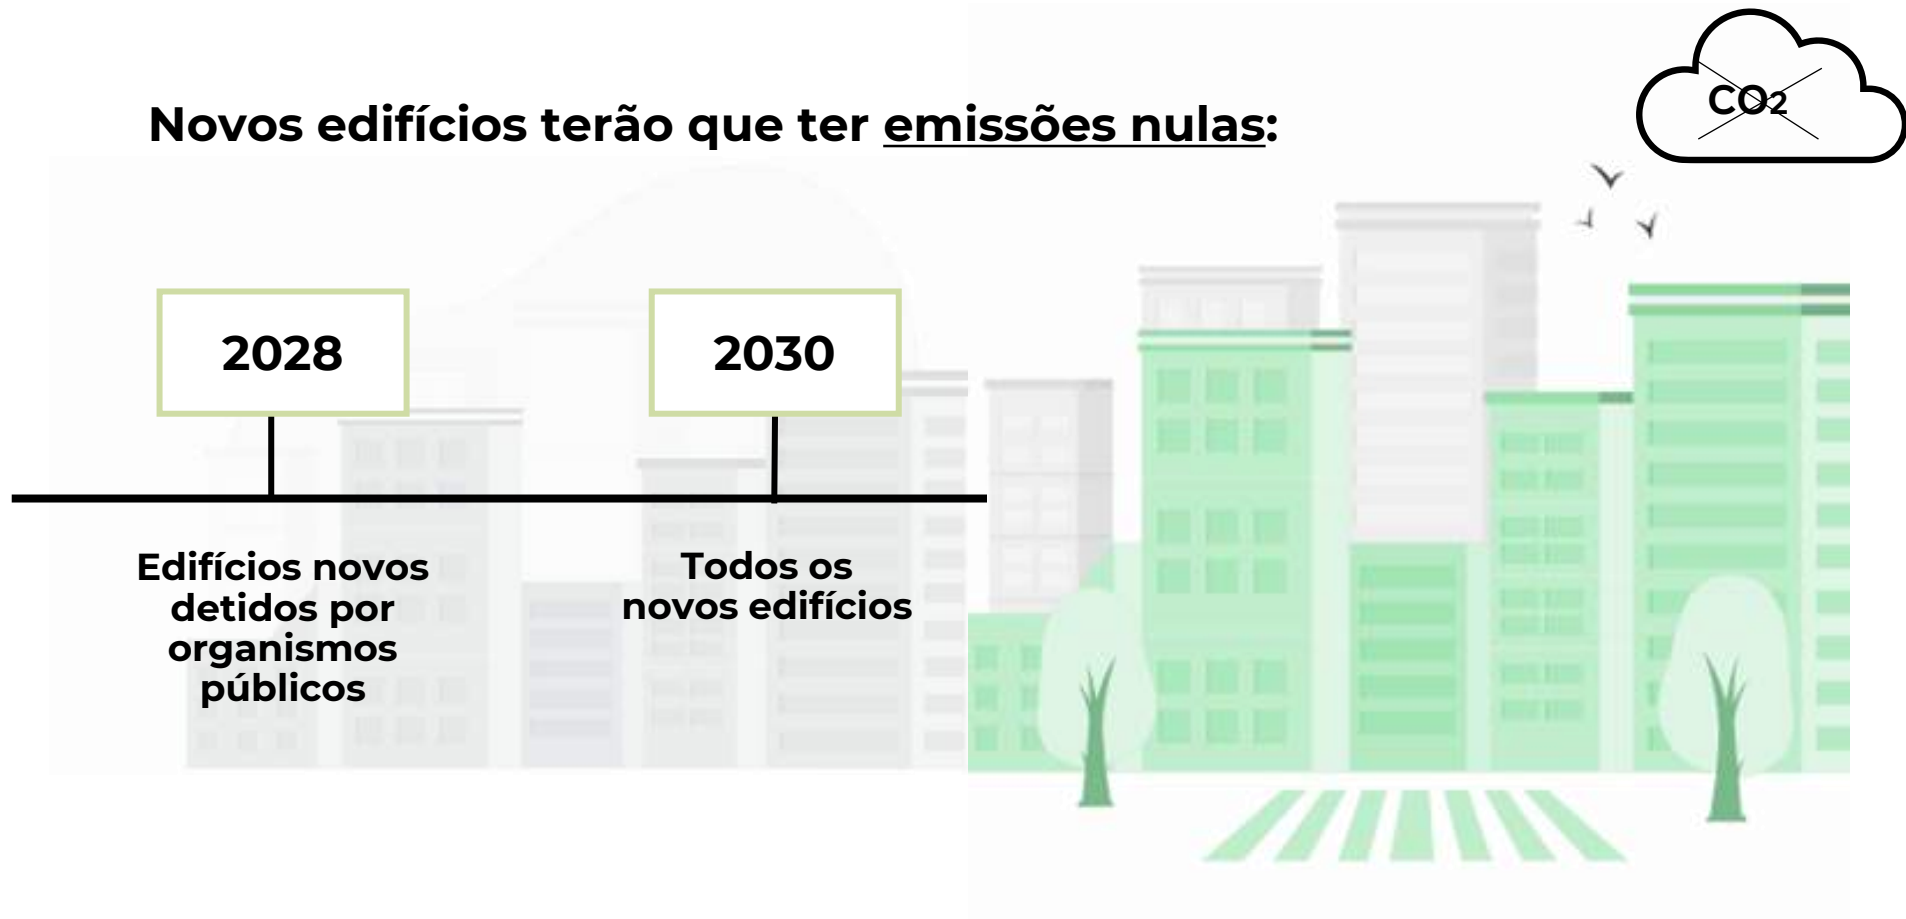 CO2
Novos edifícios terão que ter emissões nulas:
2028
2030
Edifícios novos
detidos por
organismos
públicos
Todos os
novos edifícios